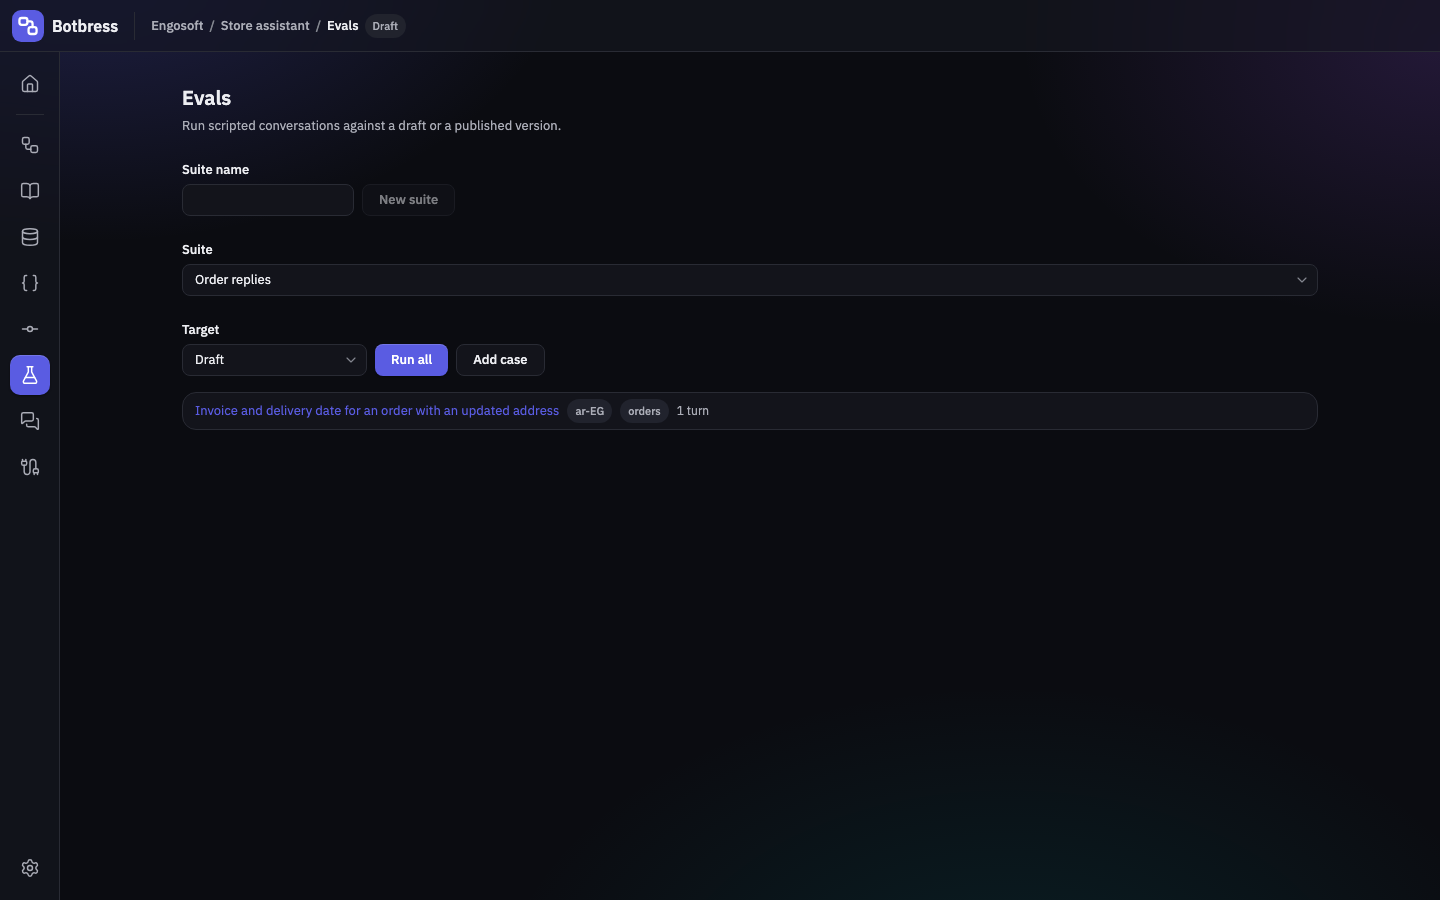 Botbress
Engosoft / Store assistant / Evals Draft
Evals
Run scripted conversations against a draft or a published version.
Suite name
New suite
Suite
Order replies
Target
Draft Run all Add case
Invoice and delivery date for an order with an updated address ar-EG orders 1 turn